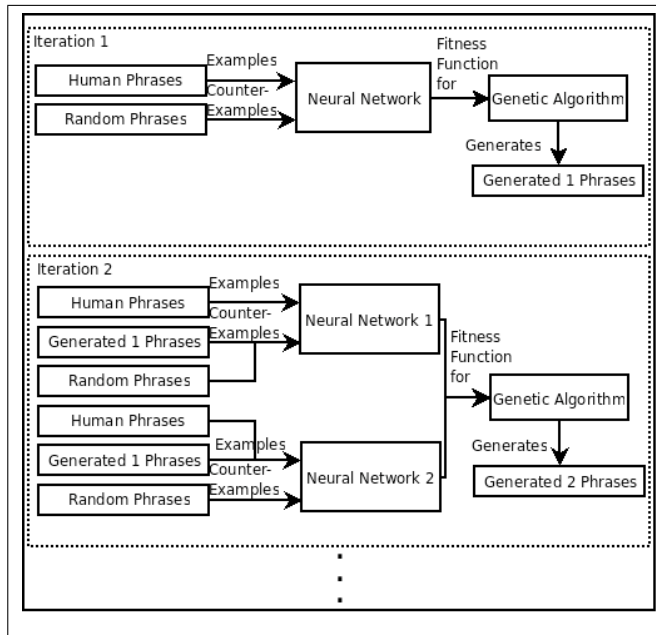 Iteration 1
Human Phrases
Examples
Counter-
Examples
Random Phrases
Neural Network
Fitness
Function
for
Genetic Algorithm
Generates
Generated 1 Phrases
Iteration 2
Human Phrases
Examples
Counter-
Examples
Generated 1 Phrases
Random Phrases
Neural Network 1
Human Phrases
Generated 1 Phrases
Examples
Counter-
Examples
Random Phrases
Neural Network 2
Fitness
Function
for
Genetic Algorithm
Generates
Generated 2 Phrases